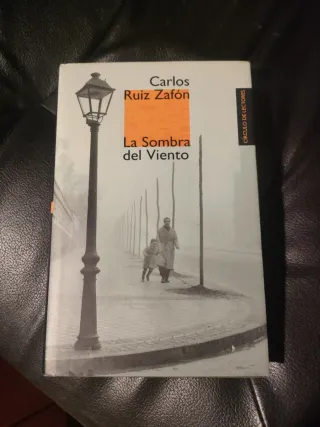 Carlos
Ruiz Zafón
La Sombra
del Viento
CÍRCULO DE LECTORES